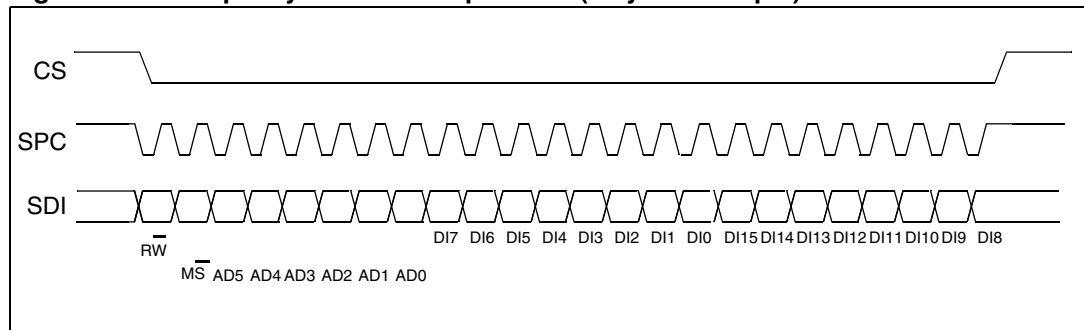 CS
SPC
SDI
DI7 DI6 DI5 DI4 DI3 DI2 DI1 DI0 DI15 DI14 DI13 DI12 DI11 DI10 DI9 DI8
RW
MS AD5 AD4 AD3 AD2 AD1 AD0